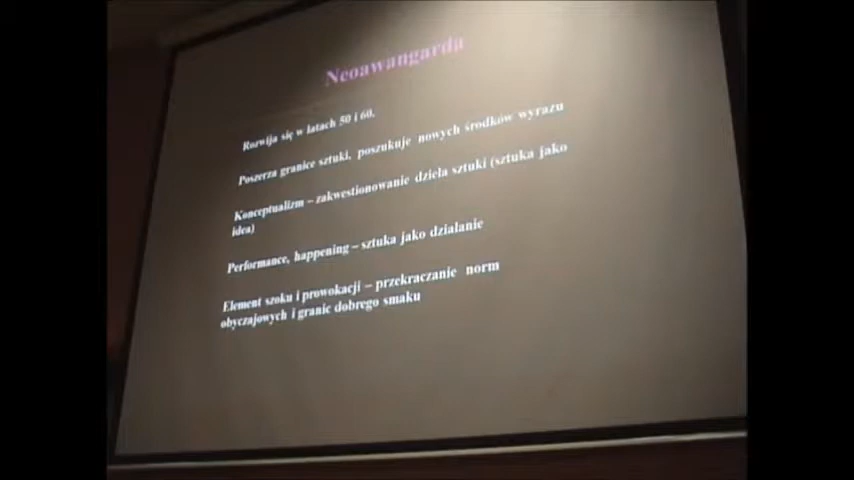 Neoawangarda
Rozwija się w latach 50 i 60.
Poszerza granice sztuki, poszukuje nowych środków wyrazu
Konceptualizm – zakwestionowanie dzieła sztuki (sztuka jako
idea)
Performance, happening – sztuka jako działanie
Element szoku i prowokacji – przekraczanie norm
obyczajowych i granic dobrego smaku